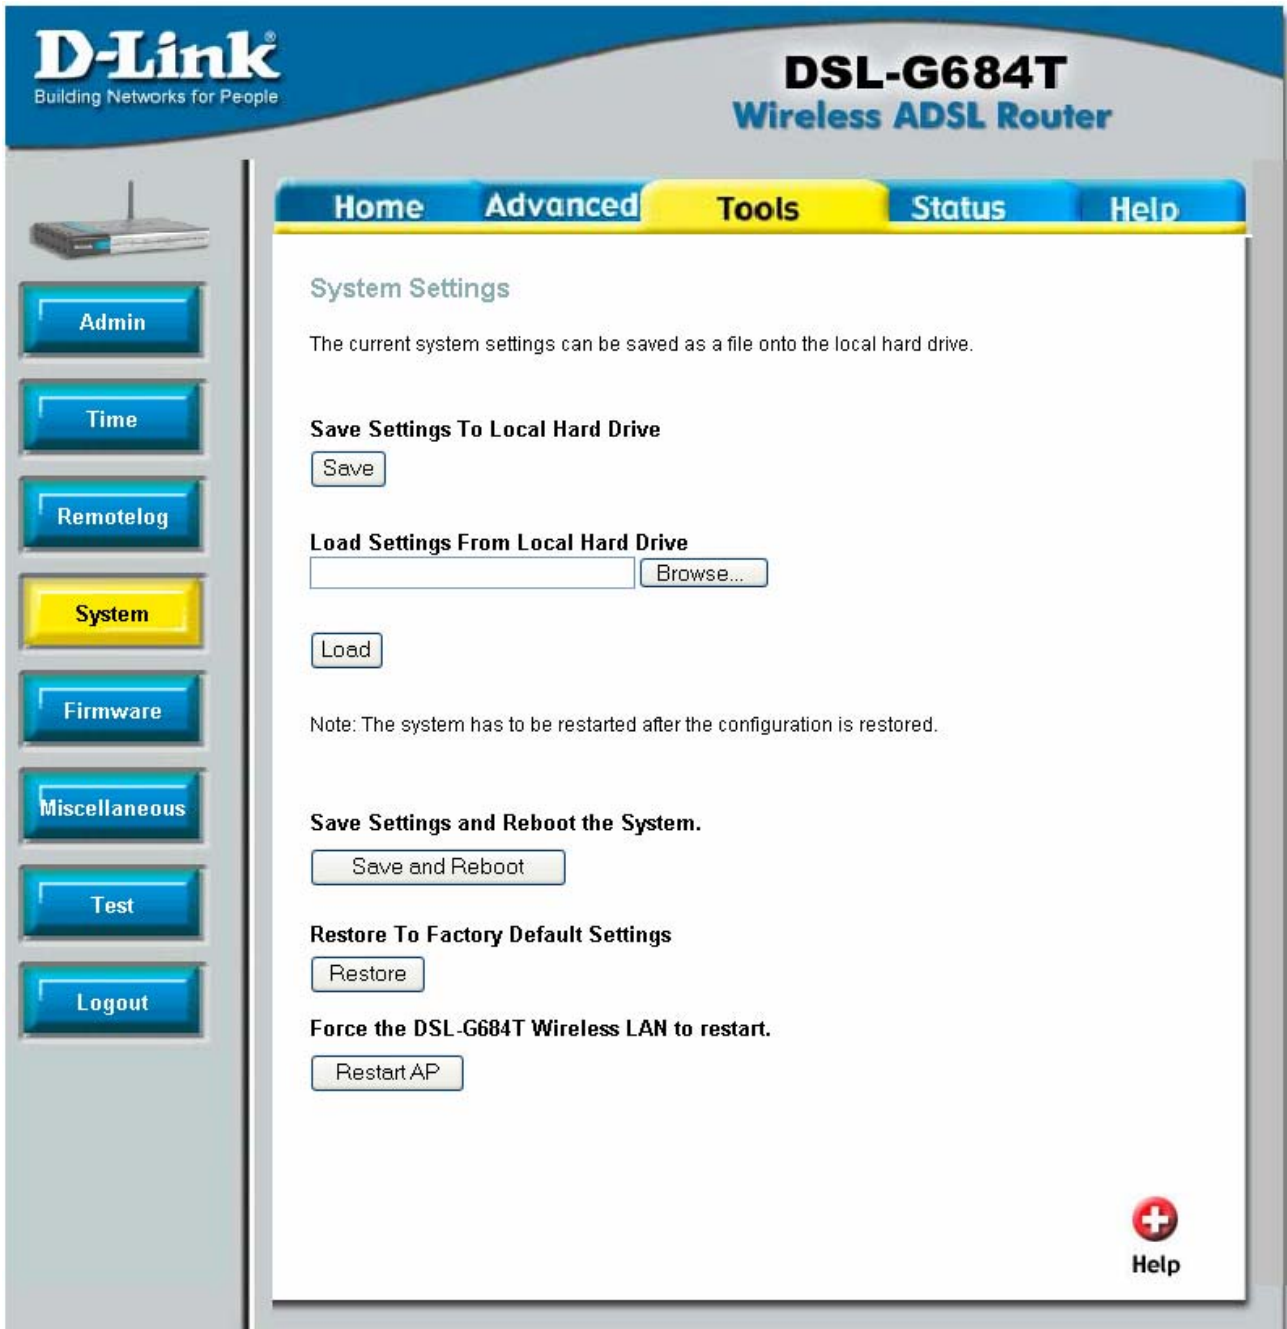 D-Link
Building Networks for People
DSL-G684T
Wireless ADSL Router
Home Advanced Tools Status Help
Admin
Time
Remotelog
System
Firmware
Miscellaneous
Test
Logout
System Settings
The current system settings can be saved as a file onto the local hard drive.
Save Settings To Local Hard Drive
Save
Load Settings From Local Hard Drive
Browse...
Load
Note: The system has to be restarted after the configuration is restored.
Save Settings and Reboot the System.
Save and Reboot
Restore To Factory Default Settings
Restore
Force the DSL-G684T Wireless LAN to restart.
Restart AP
Help